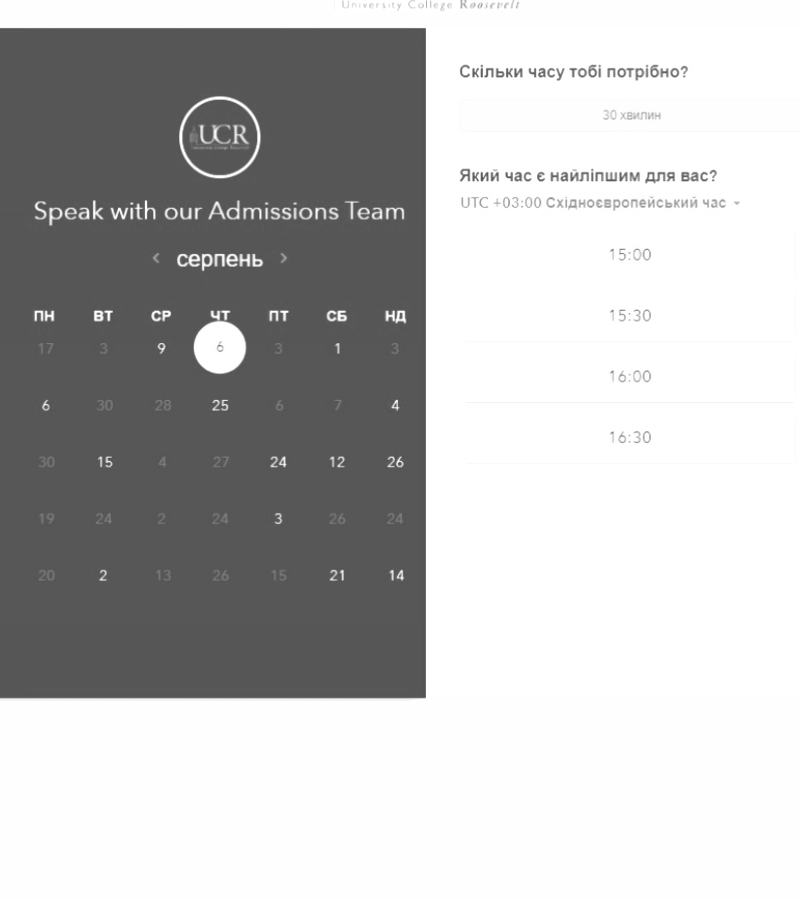 University College Roosevelt
UCR
Speak with our Admissions Team
‹ серпень ›
ПН ВТ СР ЧТ ПТ СБ НД
17 3 9 6 3 1 3
6 30 28 25 6 7 4
30 15 4 27 24 12 26
19 24 2 24 3 26 24
20 2 13 26 15 21 14
Скільки часу тобі потрібно?
30 хвилин
Який час є найліпшим для вас?
UTC +03:00 Східноєвропейський час
15:00
15:30
16:00
16:30